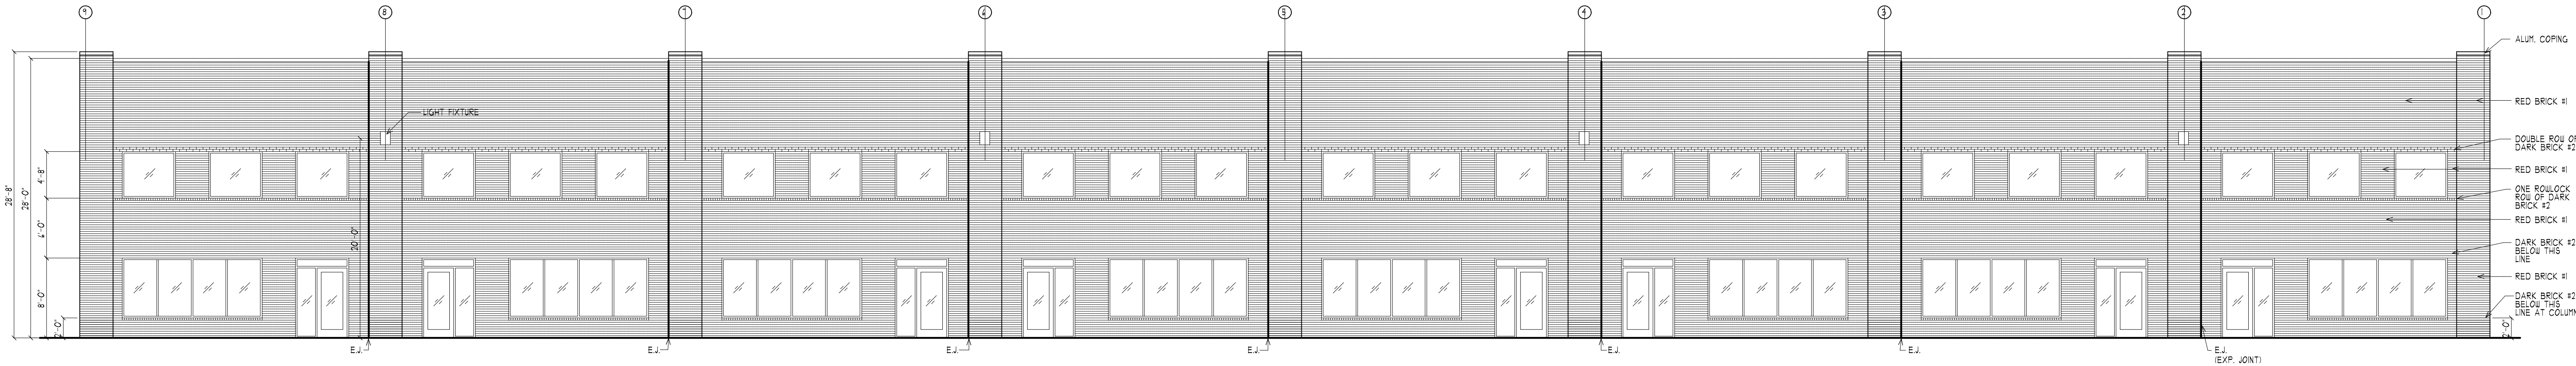 9
8
7
6
5
4
3
2
1
ALUM. COPING
28'-8"
28'-0"
RED BRICK #1
LIGHT FIXTURE
DOUBLE ROW OF
DARK BRICK #2
4'-8"
RED BRICK #1
ONE ROWLOCK
ROW OF DARK
BRICK #2
6'-0"
20'-0"
RED BRICK #1
DARK BRICK #2
BELOW THIS
LINE
RED BRICK #1
8'-0"
2'-0"
DARK BRICK #2
BELOW THIS
LINE AT COLUMN
2'-0"
E.J.
E.J.
E.J.
E.J.
E.J.
E.J.
E.J.
(EXP. JOINT)